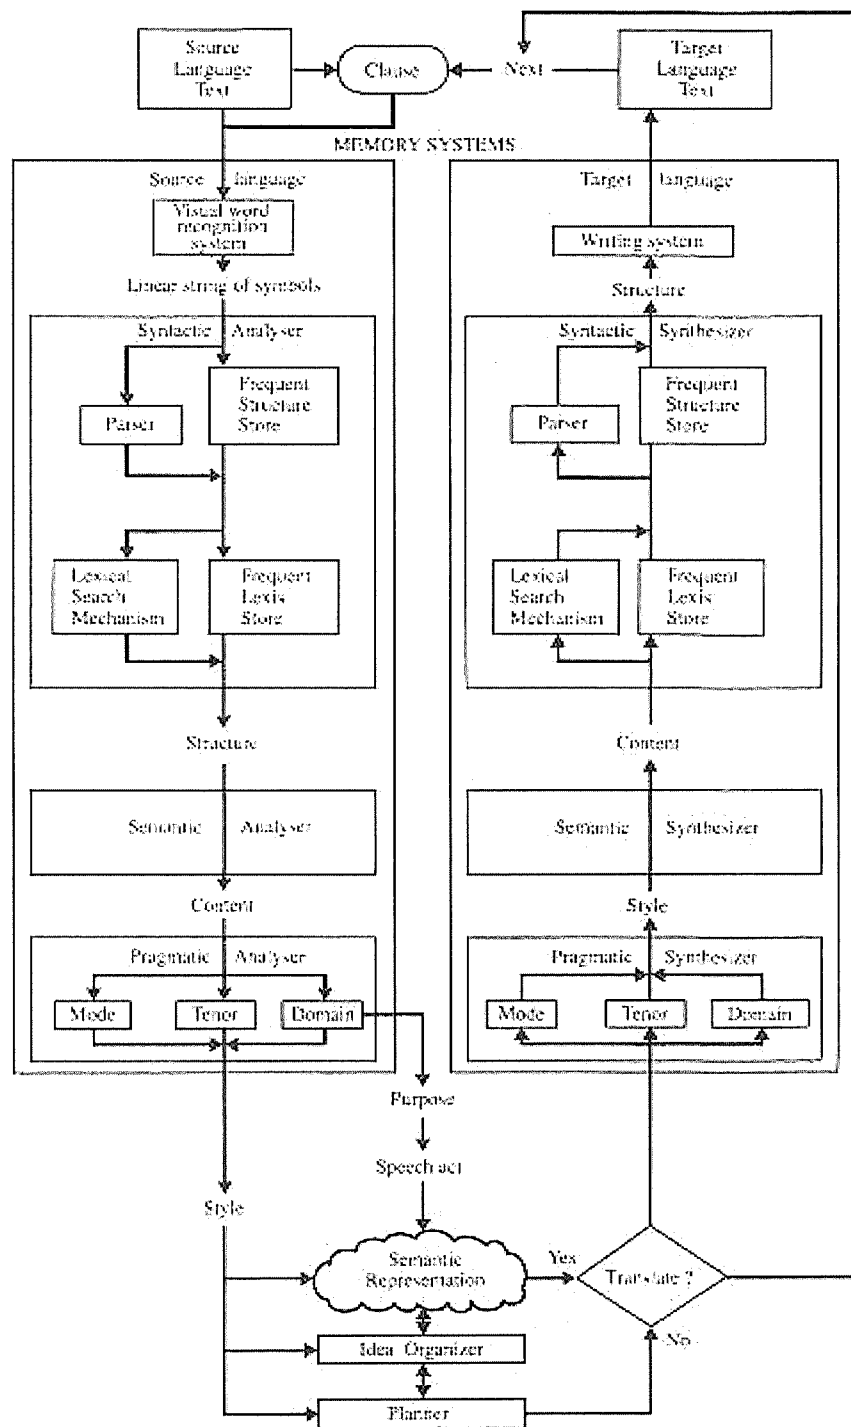 Source
Language
Text
Clause
Next
Target
Language
Text
MEMORY SYSTEMS
Source language
Visual word
recognition
system
Linear string of symbols
Syntactic Analyser
Parser
Frequent
Structure
Store
Lexical
Search
Mechanism
Frequent
Lexis
Store
Structure
Semantic Analyser
Content
Pragmatic Analyser
Mode
Tenor
Domain
Target language
Writing system
Structure
Syntactic Synthesizer
Parser
Frequent
Structure
Store
Lexical
Search
Mechanism
Frequent
Lexis
Store
Content
Semantic Synthesizer
Style
Pragmatic Synthesizer
Mode
Tenor
Domain
Purpose
Speech act
Style
Semantic
Representation
Yes
Translate ?
Idea Organizer
No
Planner